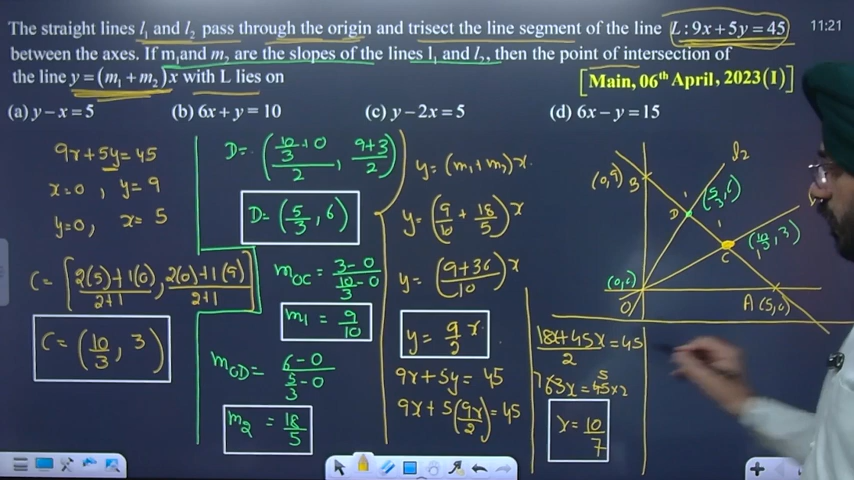 The straight lines l₁ and l₂ pass through the origin and trisect the line segment of the line L : 9x + 5y = 45
between the axes. If m₁and m₂ are the slopes of the lines l₁ and l₂, then the point of intersection of
the line y = (m₁ + m₂) x with L lies on
[Main, 06th April, 2023 (I)]
11:21
(a) y – x = 5 (b) 6x + y = 10 (c) y – 2x = 5 (d) 6x – y = 15
9x + 5y = 45
x=0, y=9
y=0, x=5
C = [(2(5)+1(0))/(2+1), (2(0)+1(9))/(2+1)]
C = (10/3, 3)
D = ((10/3+0)/2, (9+3)/2)
D = (5/3, 6)
m_OC = (3-0)/(10/3-0)
m₁ = 9/10
m_OD = (6-0)/(5/3-0)
m₂ = 18/5
y = (m₁+m₂)x.
y = (9/10 + 18/5)x
y = ((9+36)/10)x
y = 9/2 x.
9x + 5y = 45
9x + 5(9x/2) = 45
(18x+45x)/2 = 45
7 63x = 45×2 5
x = 10/7
l₂
(0,9) B
D
1
(5/3, 6)
1
C
(10/3, 3)
1
(0,0)
O
A (5,0)